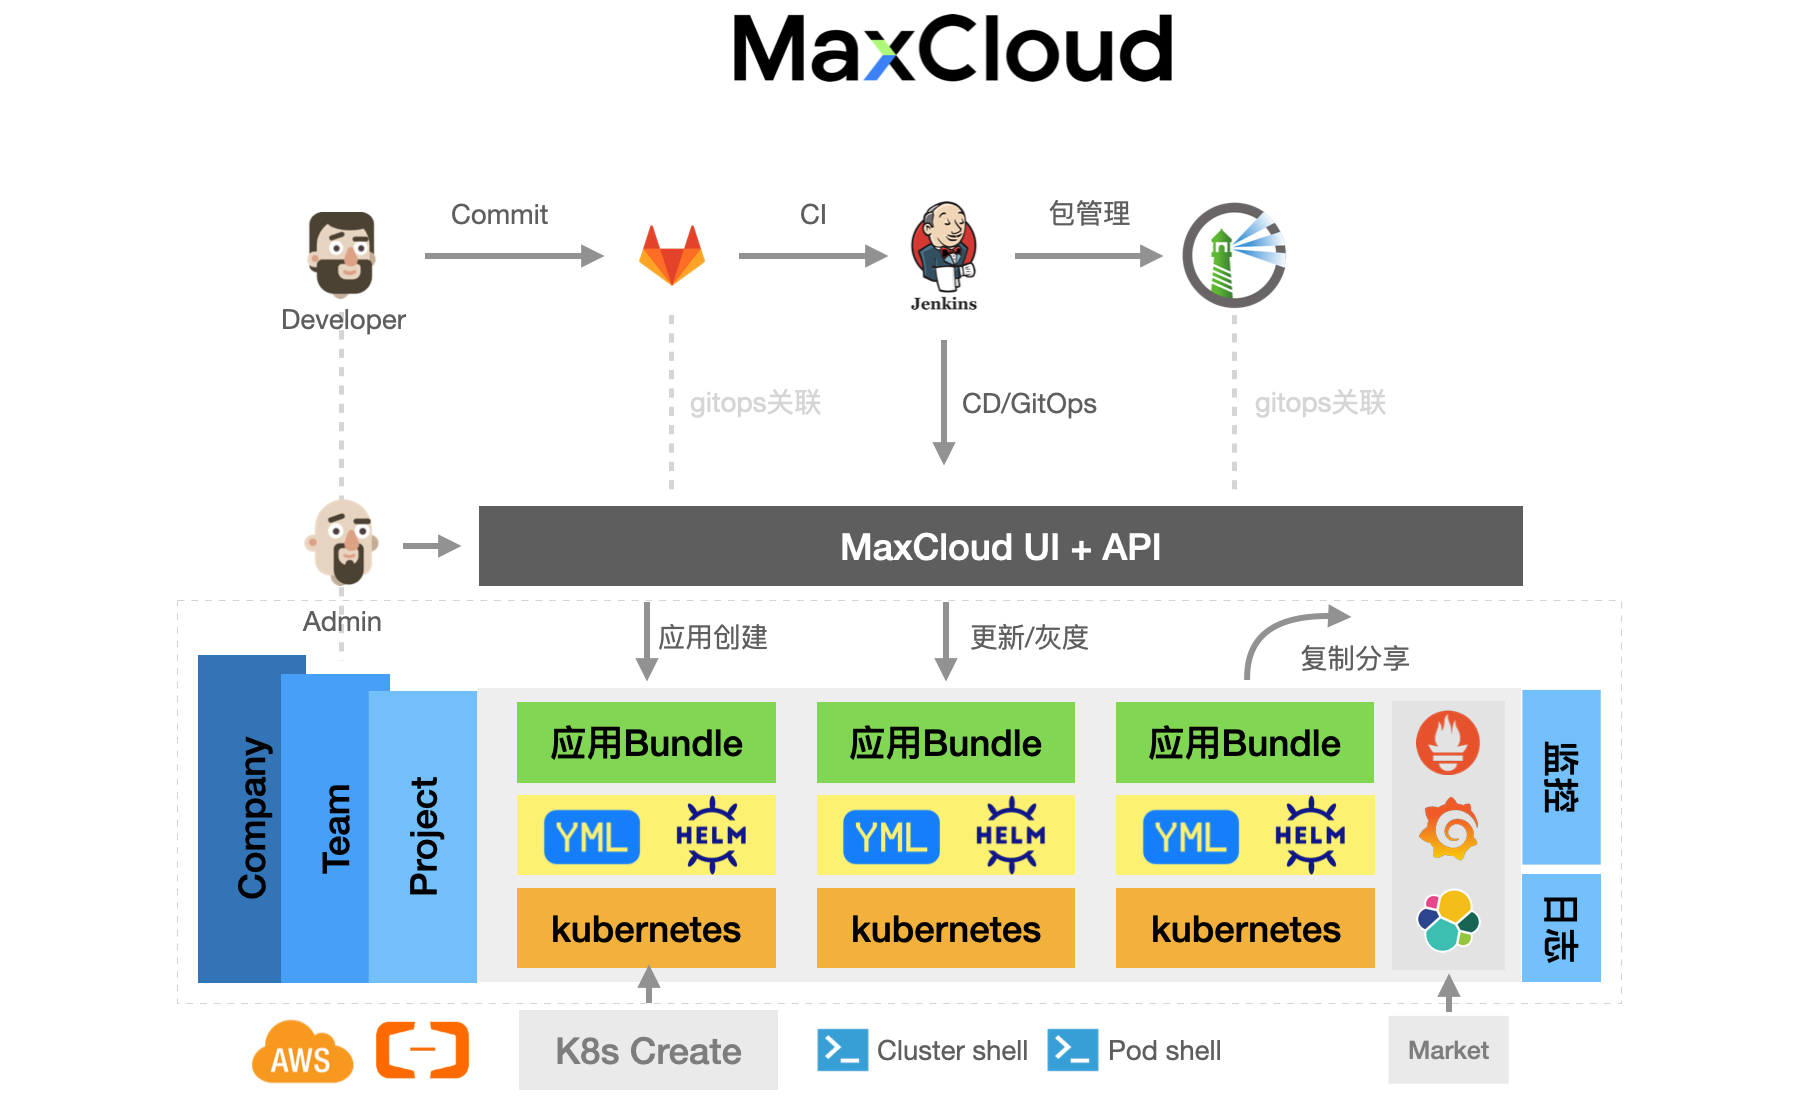 MaxCloud
Commit
CI
包管理
Jenkins
Developer
gitops关联
CD/GitOps
gitops关联
MaxCloud UI + API
Admin
应用创建
更新/灰度
复制分享
Company
Team
Project
应用Bundle
应用Bundle
应用Bundle
YML
HELM
YML
HELM
YML
HELM
kubernetes
kubernetes
kubernetes
监控
日志
AWS
K8s Create
>_
Cluster shell
>_
Pod shell
Market